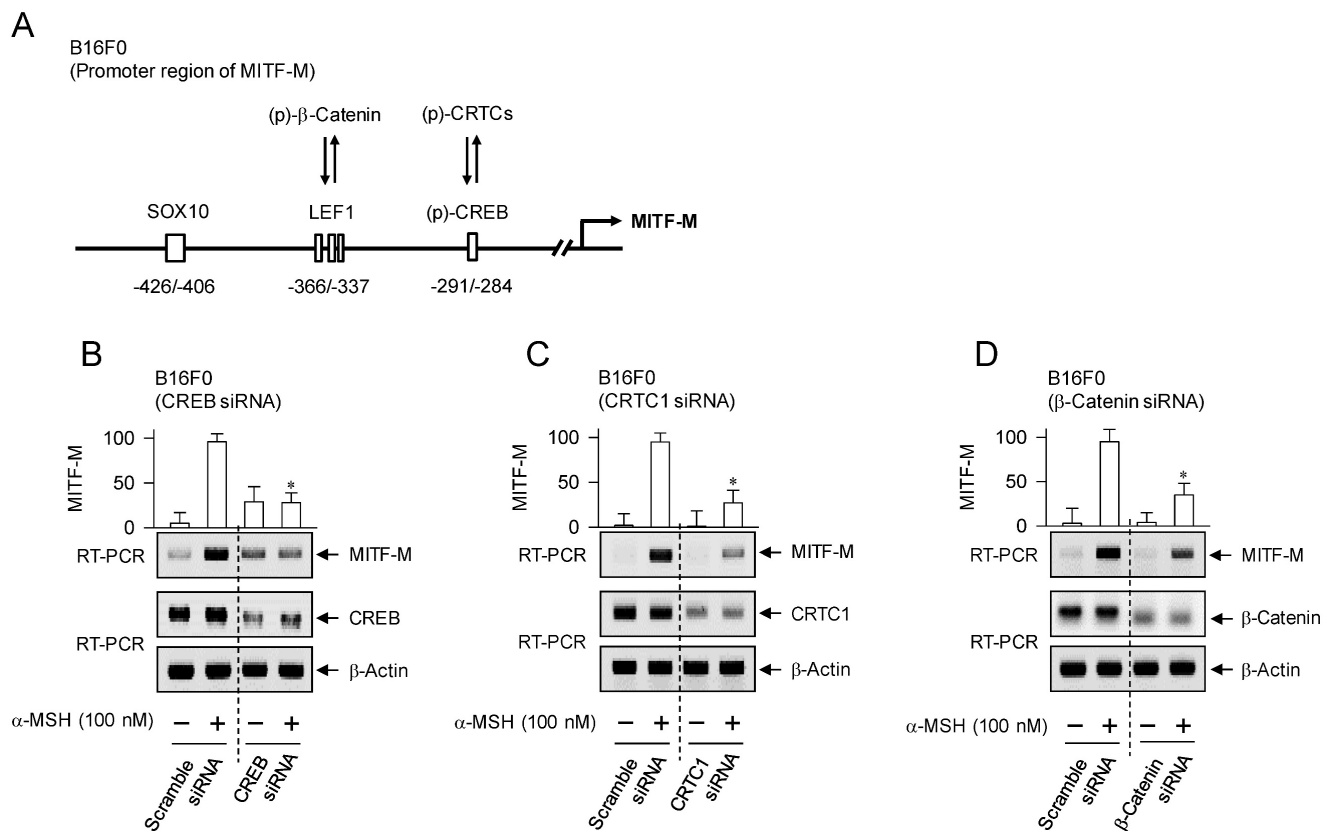 A
B16F0
(Promoter region of MITF-M)
(p)-β-Catenin (p)-CRTCs
SOX10 LEF1 (p)-CREB MITF-M
-426/-406 -366/-337 -291/-284
B
B16F0
(CREB siRNA)
MITF-M
100
50
0
RT-PCR MITF-M
CREB
RT-PCR
β-Actin
*
α-MSH (100 nM) − + − +
Scramble
siRNA
CREB
siRNA
C
B16F0
(CRTC1 siRNA)
MITF-M
100
50
0
*
RT-PCR MITF-M
CRTC1
RT-PCR
β-Actin
α-MSH (100 nM) − + − +
Scramble
siRNA
CRTC1
siRNA
D
B16F0
(β-Catenin siRNA)
MITF-M
100
50
0
*
RT-PCR MITF-M
β-Catenin
RT-PCR
β-Actin
α-MSH (100 nM) − + − +
Scramble
siRNA
β-Catenin
siRNA